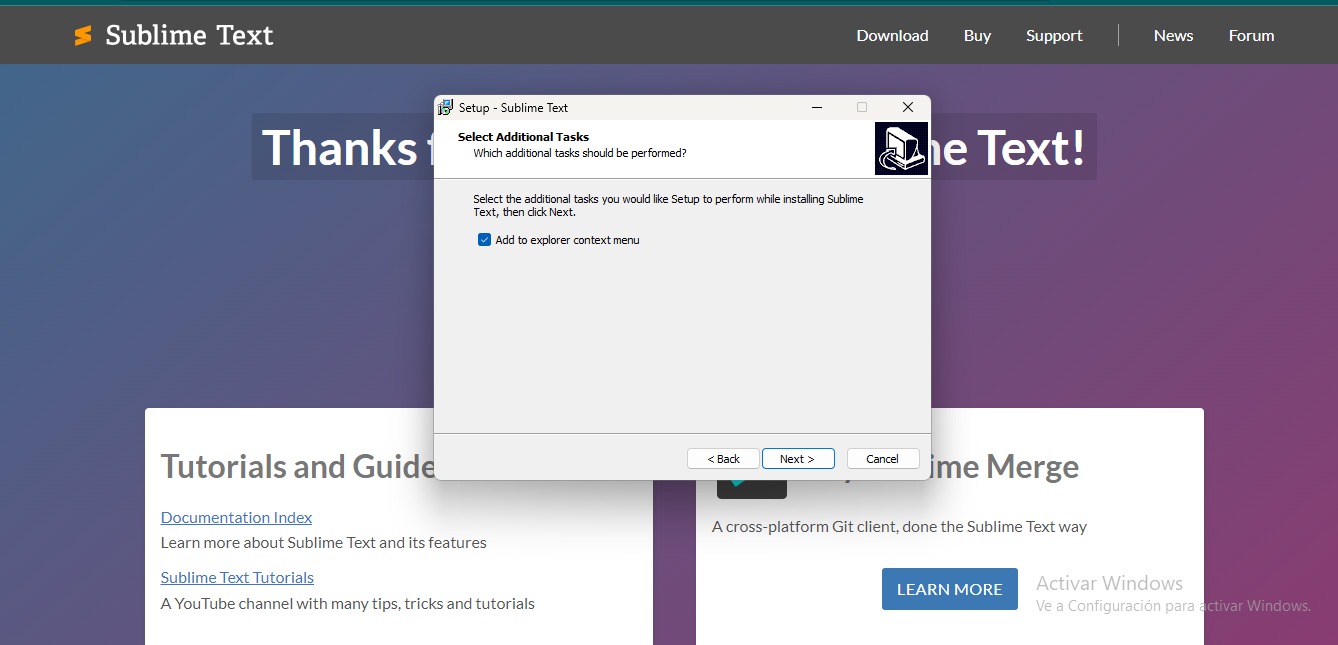 Sublime Text
Download Buy Support News Forum
Setup - Sublime Text
Select Additional Tasks
Which additional tasks should be performed?
Thanks
e Text!
Select the additional tasks you would like Setup to perform while installing Sublime
Text, then click Next.
Add to explorer context menu
< Back Next > Cancel
Tutorials and Guide
ime Merge
Documentation Index
Learn more about Sublime Text and its features
Sublime Text Tutorials
A YouTube channel with many tips, tricks and tutorials
A cross-platform Git client, done the Sublime Text way
LEARN MORE
Activar Windows
Ve a Configuración para activar Windows.